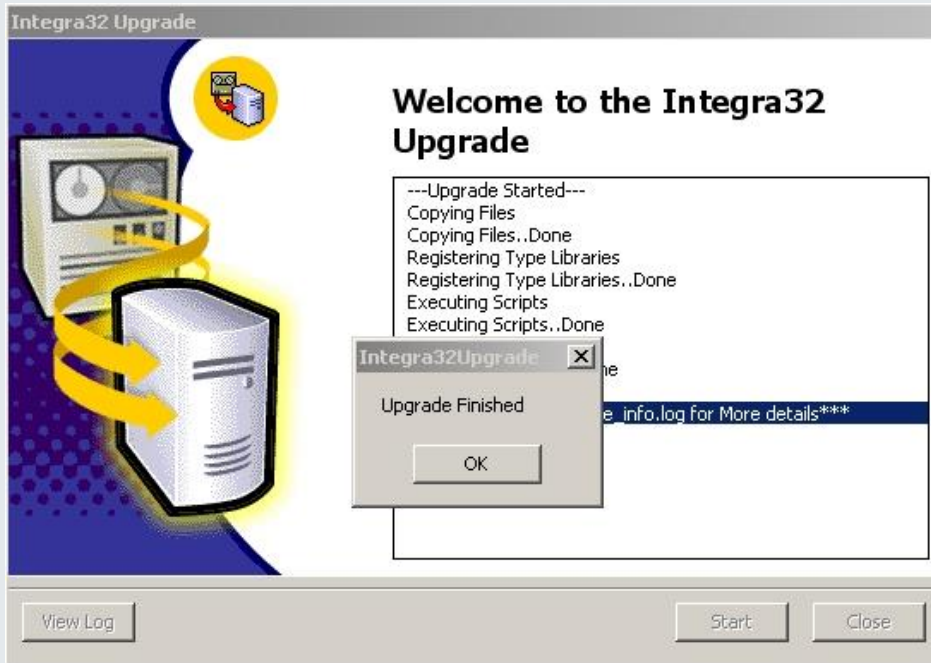 Integra32 Upgrade
Welcome to the Integra32
Upgrade
---Upgrade Started---
Copying Files
Copying Files..Done
Registering Type Libraries
Registering Type Libraries..Done
Executing Scripts
Executing Scripts..Done
Integra32Upgrade
Upgrade Finished
_info.log for More details***
OK
View Log
Start
Close